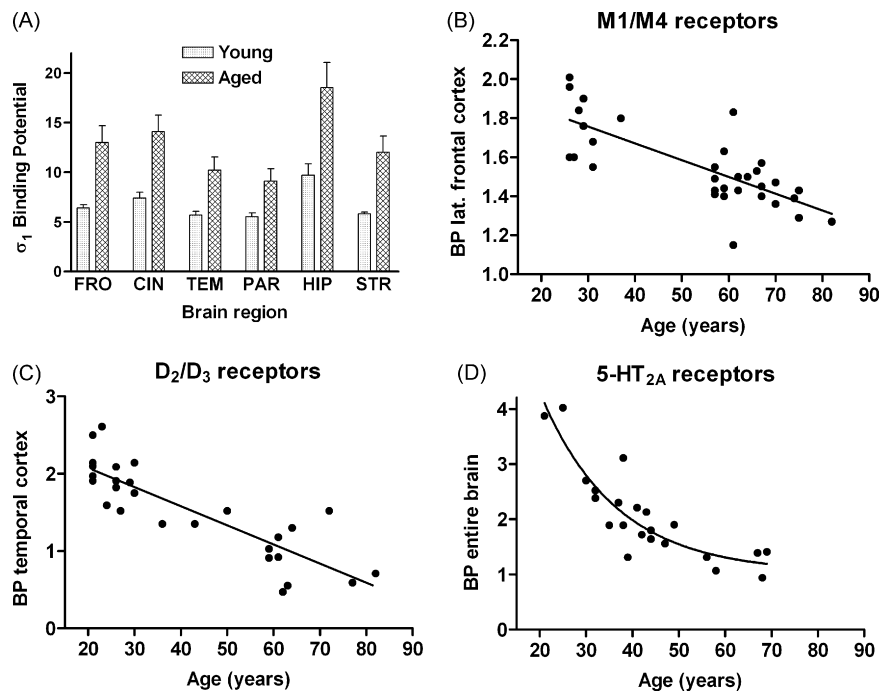 (A)
Young
Aged
σ1 Binding Potential
20
15
10
5
0
FRO CIN TEM PAR HIP STR
Brain region
(B)
M1/M4 receptors
BP lat. frontal cortex
2.2
2.0
1.8
1.6
1.4
1.2
1.0
20 30 40 50 60 70 80 90
Age (years)
(C)
D2/D3 receptors
BP temporal cortex
3
2
1
0
20 30 40 50 60 70 80 90
Age (years)
(D)
5-HT2A receptors
BP entire brain
4
3
2
1
0
20 30 40 50 60 70 80 90
Age (years)